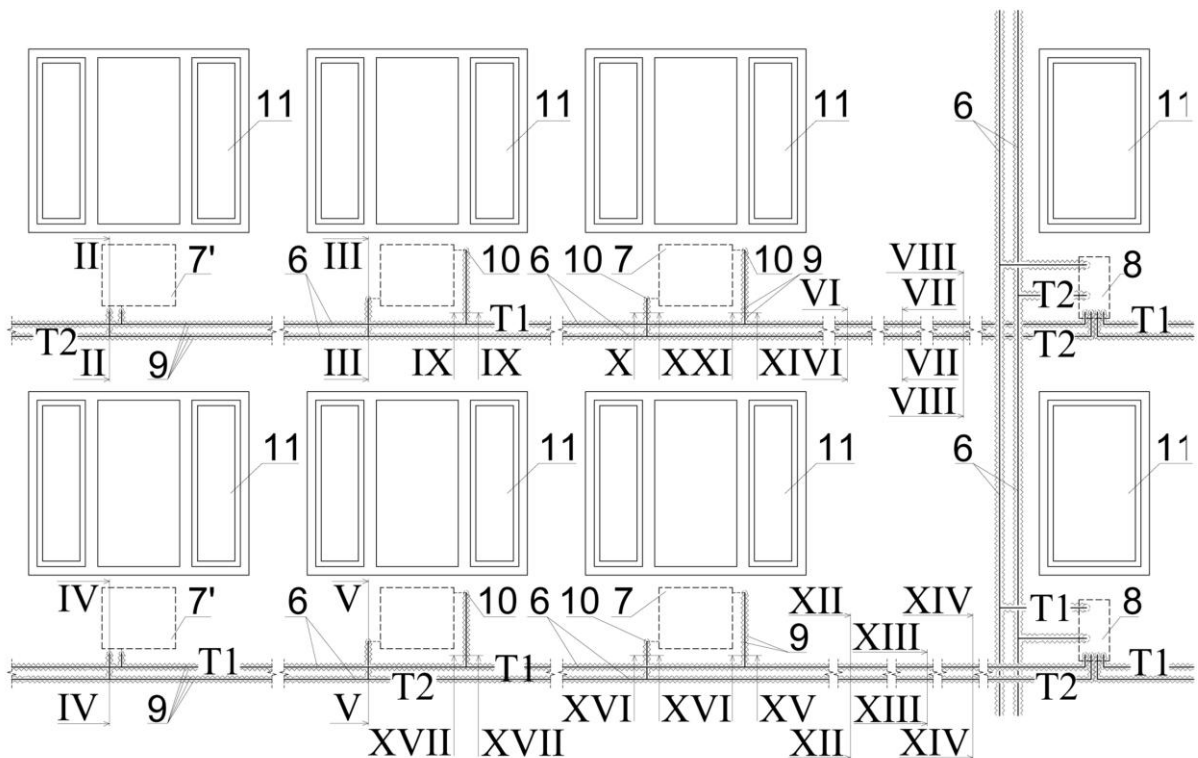 11 11 11 6 11
II 7' 6 III 10 6 10 7 10 9 VIII 8
VI VII T2
T2 T1 T1
II 9 III IX IX X XXI XIVI VII T2
VIII
11 11 11 6 11
IV 7' 6 V 10 6 10 7 XII XIV 8
9 XIII T1
T1 T2 T1 T1
IV 9 V XVI XVI XV XIII T2
XVII XVII XII XIV